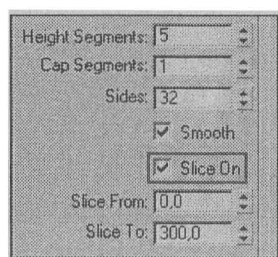 Height Segments: 5
Cap Segments: 1
Sides: 32
Smooth
Slice On
Slice From: 0,0
Slice To: 300,0